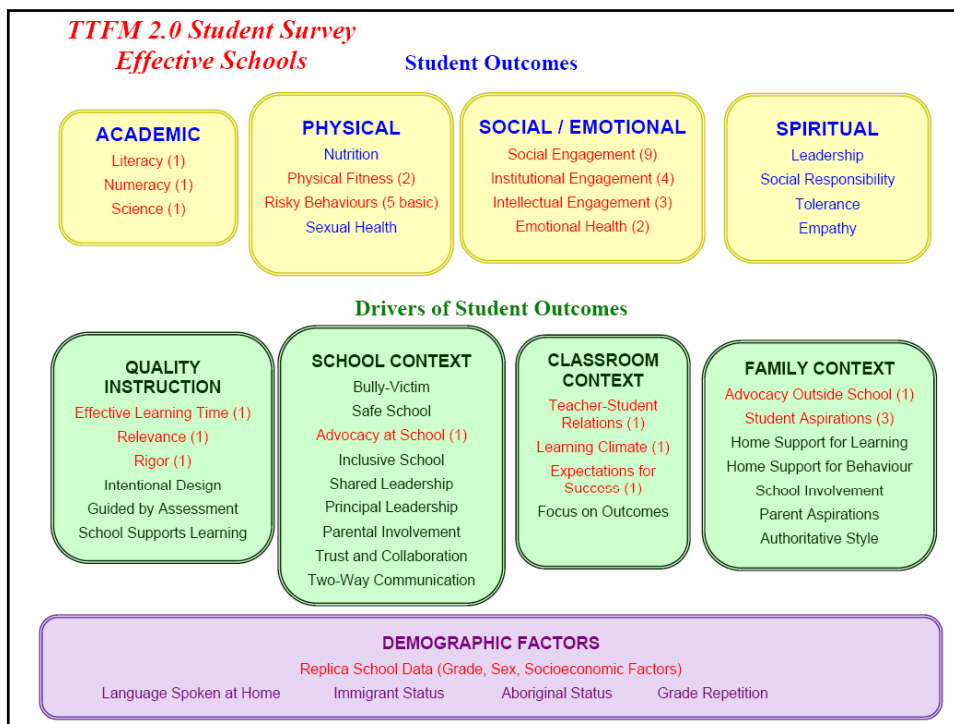 TTFM 2.0 Student Survey
Effective Schools
Student Outcomes
ACADEMIC
Literacy (1)
Numeracy (1)
Science (1)
PHYSICAL
Nutrition
Physical Fitness (2)
Risky Behaviours (5 basic)
Sexual Health
SOCIAL / EMOTIONAL
Social Engagement (9)
Institutional Engagement (4)
Intellectual Engagement (3)
Emotional Health (2)
SPIRITUAL
Leadership
Social Responsibility
Tolerance
Empathy
Drivers of Student Outcomes
QUALITY
INSTRUCTION
Effective Learning Time (1)
Relevance (1)
Rigor (1)
Intentional Design
Guided by Assessment
School Supports Learning
SCHOOL CONTEXT
Bully-Victim
Safe School
Advocacy at School (1)
Inclusive School
Shared Leadership
Principal Leadership
Parental Involvement
Trust and Collaboration
Two-Way Communication
CLASSROOM
CONTEXT
Teacher-Student
Relations (1)
Learning Climate (1)
Expectations for
Success (1)
Focus on Outcomes
FAMILY CONTEXT
Advocacy Outside School (1)
Student Aspirations (3)
Home Support for Learning
Home Support for Behaviour
School Involvement
Parent Aspirations
Authoritative Style
DEMOGRAPHIC FACTORS
Replica School Data (Grade, Sex, Socioeconomic Factors)
Language Spoken at Home Immigrant Status Aboriginal Status Grade Repetition